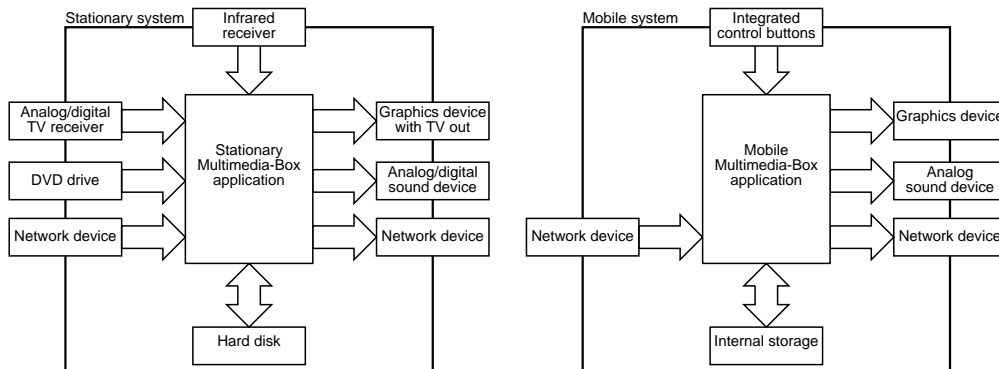 Stationary system
Infrared
receiver
Analog/digital
TV receiver
DVD drive
Network device
Stationary
Multimedia-Box
application
Graphics device
with TV out
Analog/digital
sound device
Network device
Hard disk
Mobile system
Integrated
control buttons
Network device
Mobile
Multimedia-Box
application
Graphics device
Analog
sound device
Network device
Internal storage